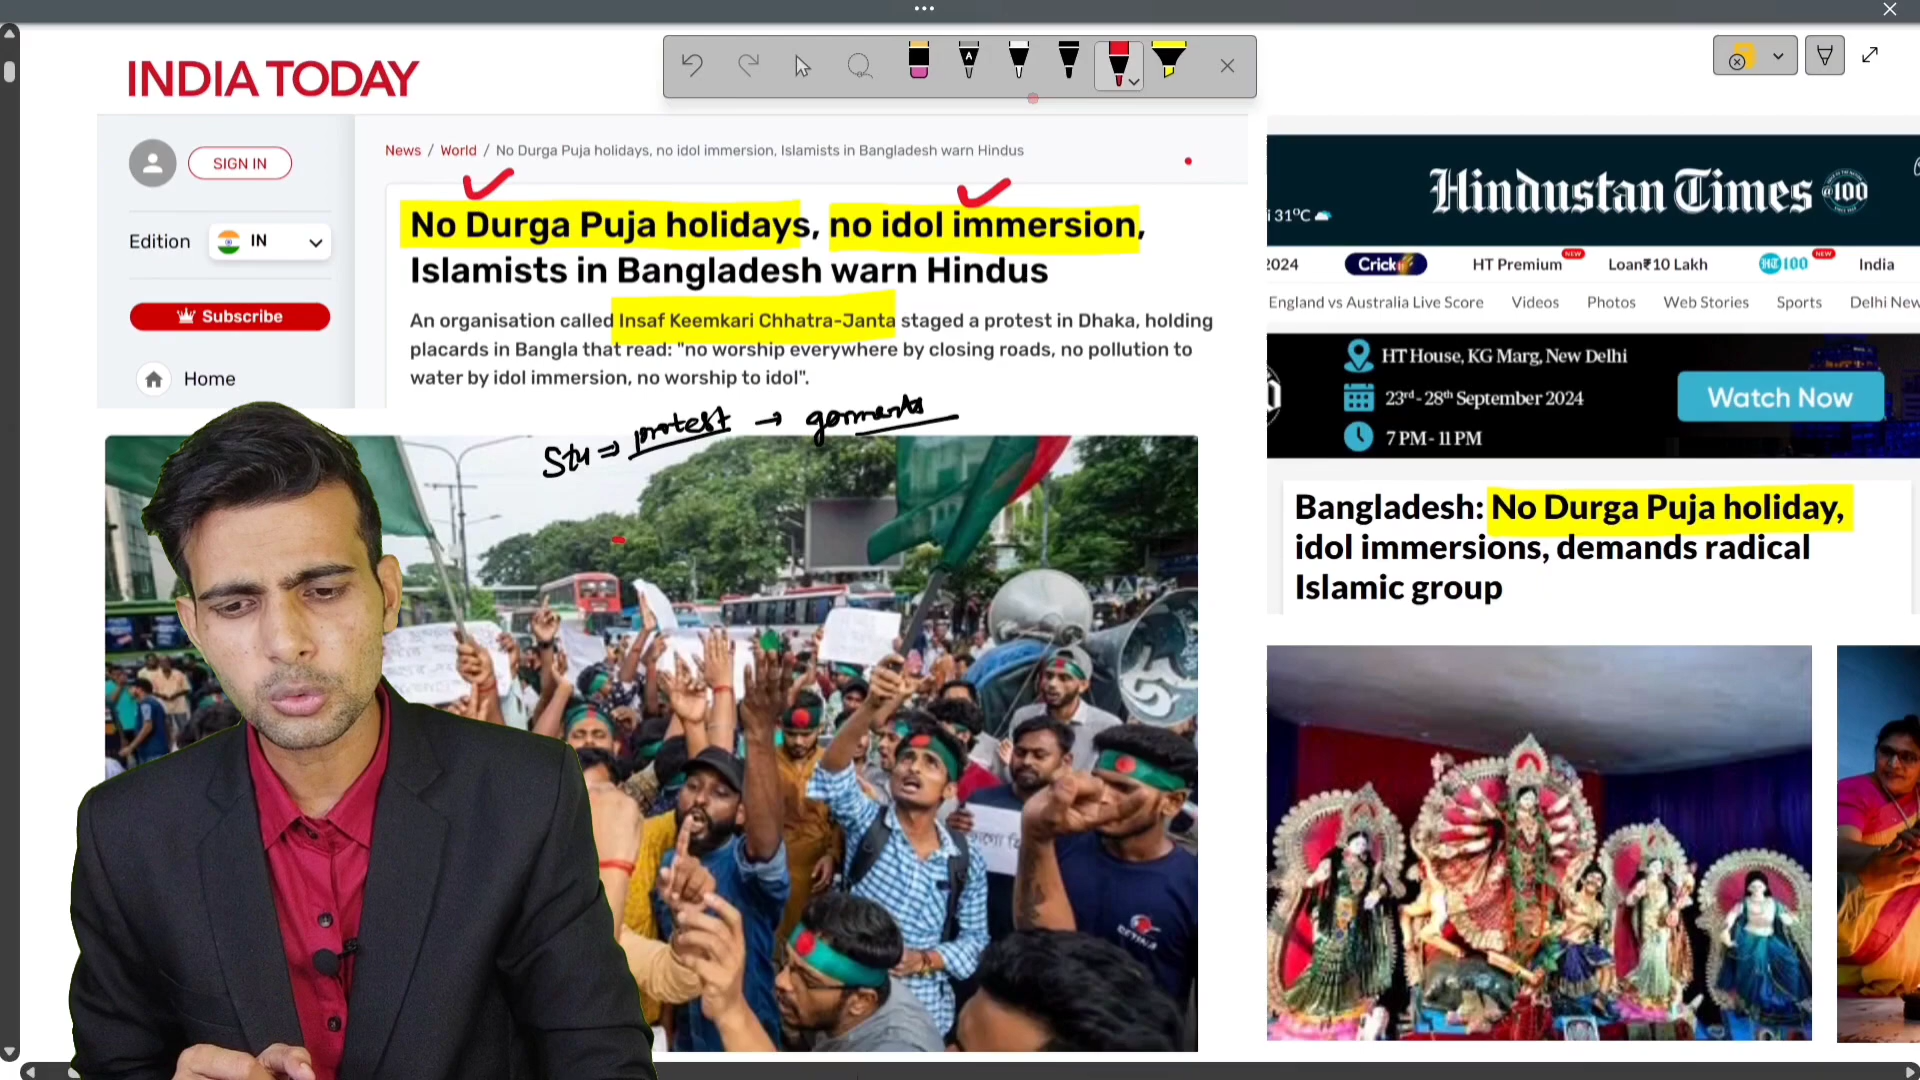 INDIA TODAY
SIGN IN
Edition
IN
Subscribe
Home
News / World / No Durga Puja holidays, no idol immersion, Islamists in Bangladesh warn Hindus
No Durga Puja holidays, no idol immersion,
Islamists in Bangladesh warn Hindus
An organisation called Insaf Keemkari Chhatra-Janta staged a protest in Dhaka, holding
placards in Bangla that read: "no worship everywhere by closing roads, no pollution to
water by idol immersion, no worship to idol".
Stu ⇒ protest → garments
Hindustan Times
@100
31°C
2024
Crick
HT Premium
NEW
Loan₹10 Lakh
HT100
NEW
India
England vs Australia Live Score
Videos
Photos
Web Stories
Sports
Delhi New
HT House, KG Marg, New Delhi
23rd - 28th September 2024
7 PM - 11 PM
Watch Now
Bangladesh: No Durga Puja holiday,
idol immersions, demands radical
Islamic group